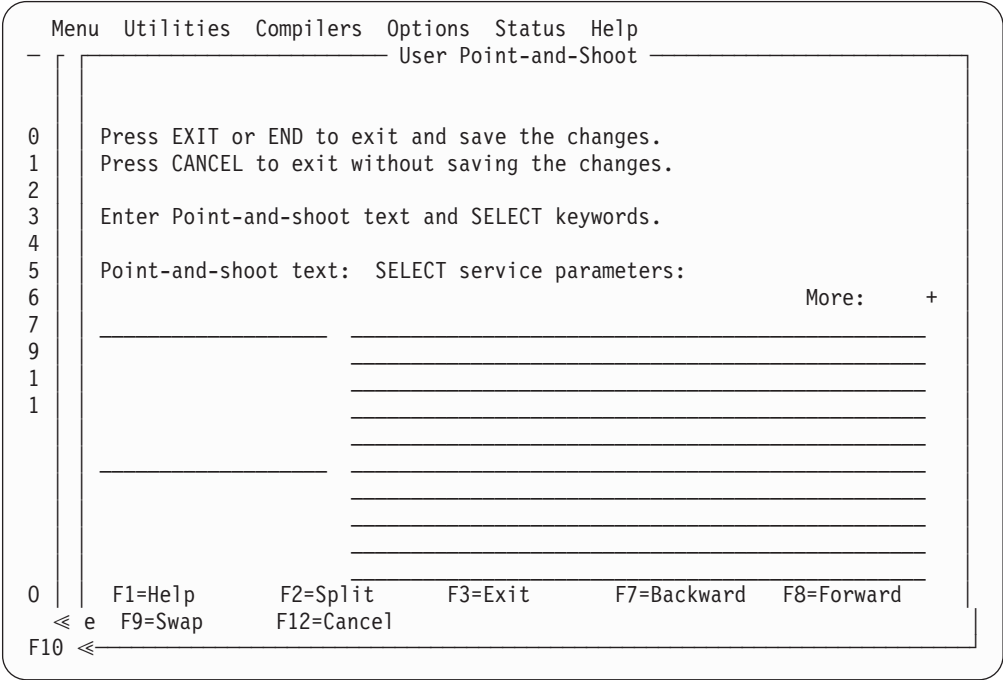 Menu Utilities Compilers Options Status Help
User Point-and-Shoot
0 Press EXIT or END to exit and save the changes.
1 Press CANCEL to exit without saving the changes.
2
3 Enter Point-and-shoot text and SELECT keywords.
4
5 Point-and-shoot text: SELECT service parameters:
6 More: +
7
9
1
1
O F1=Help F2=Split F3=Exit F7=Backward F8=Forward
≪ e F9=Swap F12=Cancel
F10 ≪